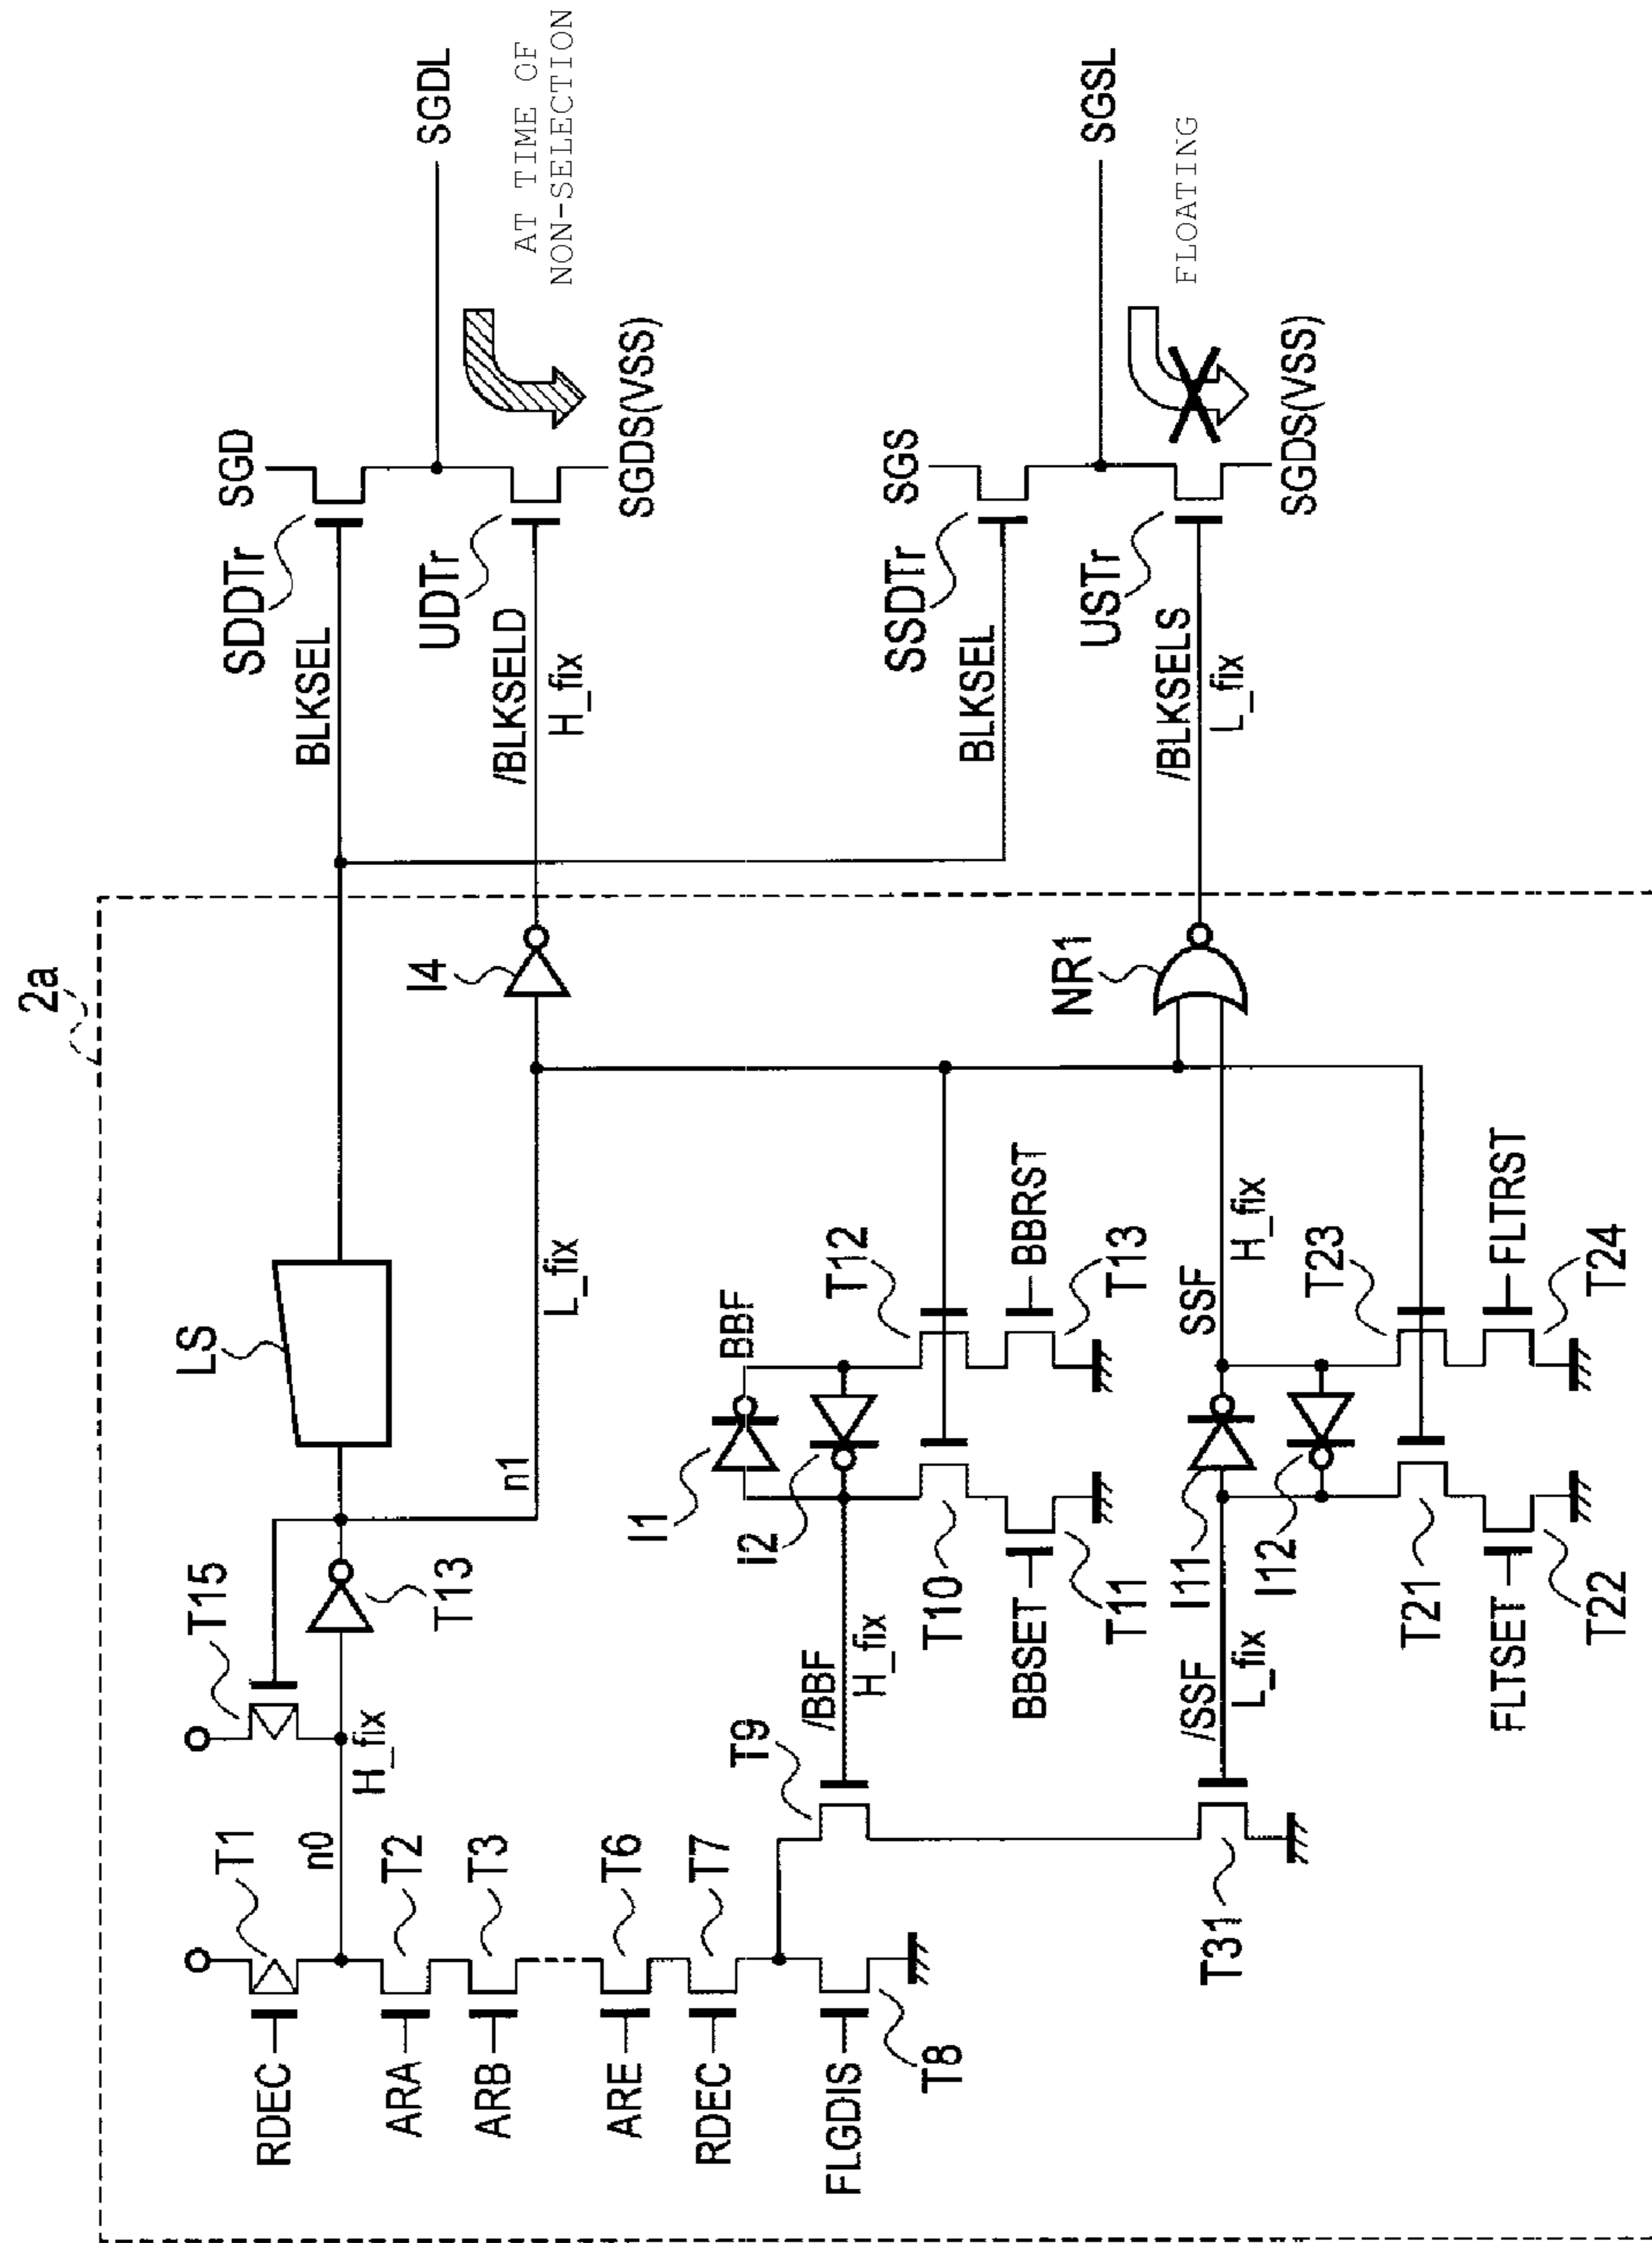 2a
LS
T15
T13
T1
n0
H_fix
n1
L_fix
RDEC
ARA
T2
ARB
T3
ARE
T6
RDEC
T7
FLGDIS
T8
T9
/BBF
H_fix
I1
i2
BBF
T12
BBRST
T13
T10
BBSET
T11
T31
/SSF
L_fix
I11
I12
SSF
H_fix
T21
FLTSET
T22
T23
FLTRST
T24
I4
NR1
BLKSEL
SDDTr
SGD
SGDL
/BLKSELD
H_fix
UDTr
SGDS(VSS)
AT TIME OF
NON-SELECTION
BLKSEL
SSDTr
SGS
SGSL
/BLKSELS
L_fix
USTr
SGDS(VSS)
FLOATING